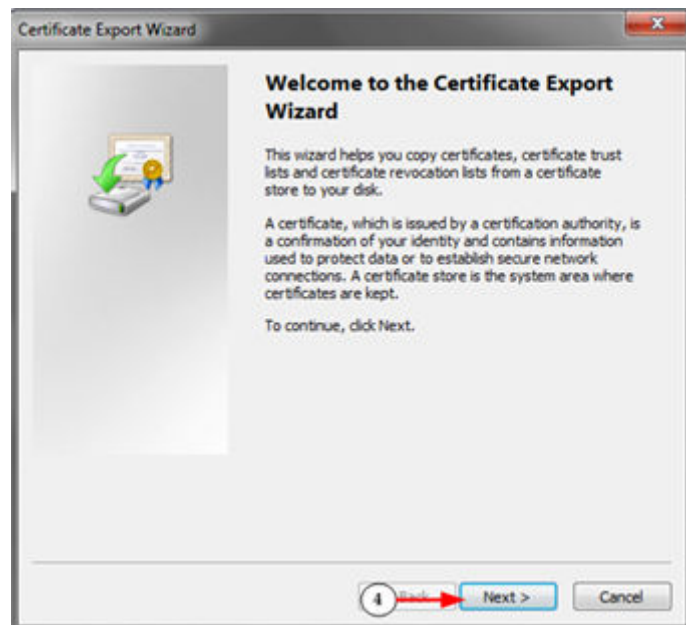 Certificate Export Wizard
Welcome to the Certificate Export
Wizard
This wizard helps you copy certificates, certificate trust
lists and certificate revocation lists from a certificate
store to your disk.
A certificate, which is issued by a certification authority, is
a confirmation of your identity and contains information
used to protect data or to establish secure network
connections. A certificate store is the system area where
certificates are kept.
To continue, click Next.
4 Back Next > Cancel